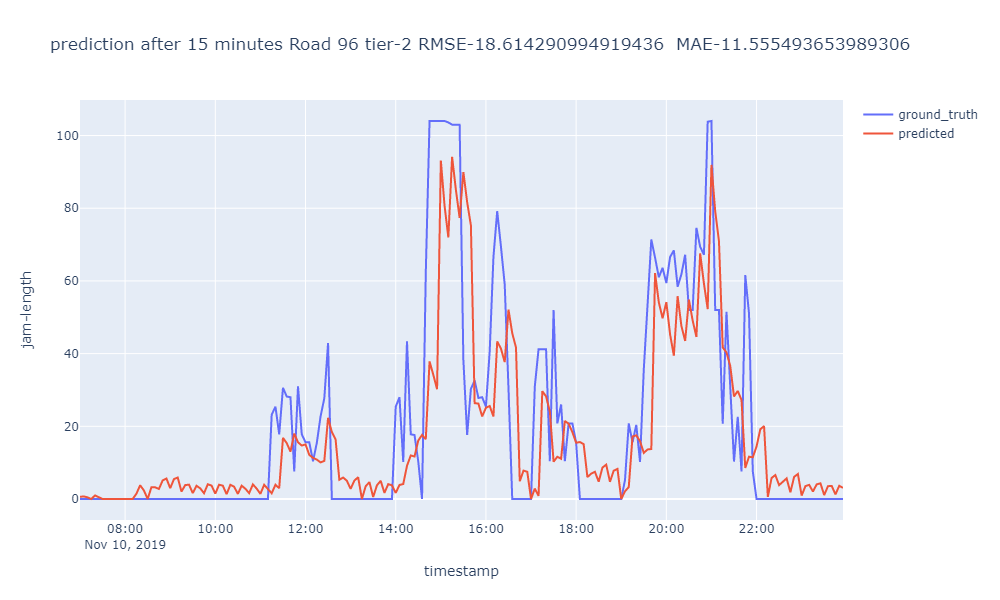 prediction after 15 minutes Road 96 tier-2 RMSE-18.614290994919436  MAE-11.555493653989306
ground_truth
predicted
100
80
60
40
20
0
jam-length
08:00 10:00 12:00 14:00 16:00 18:00 20:00 22:00
Nov 10, 2019
timestamp